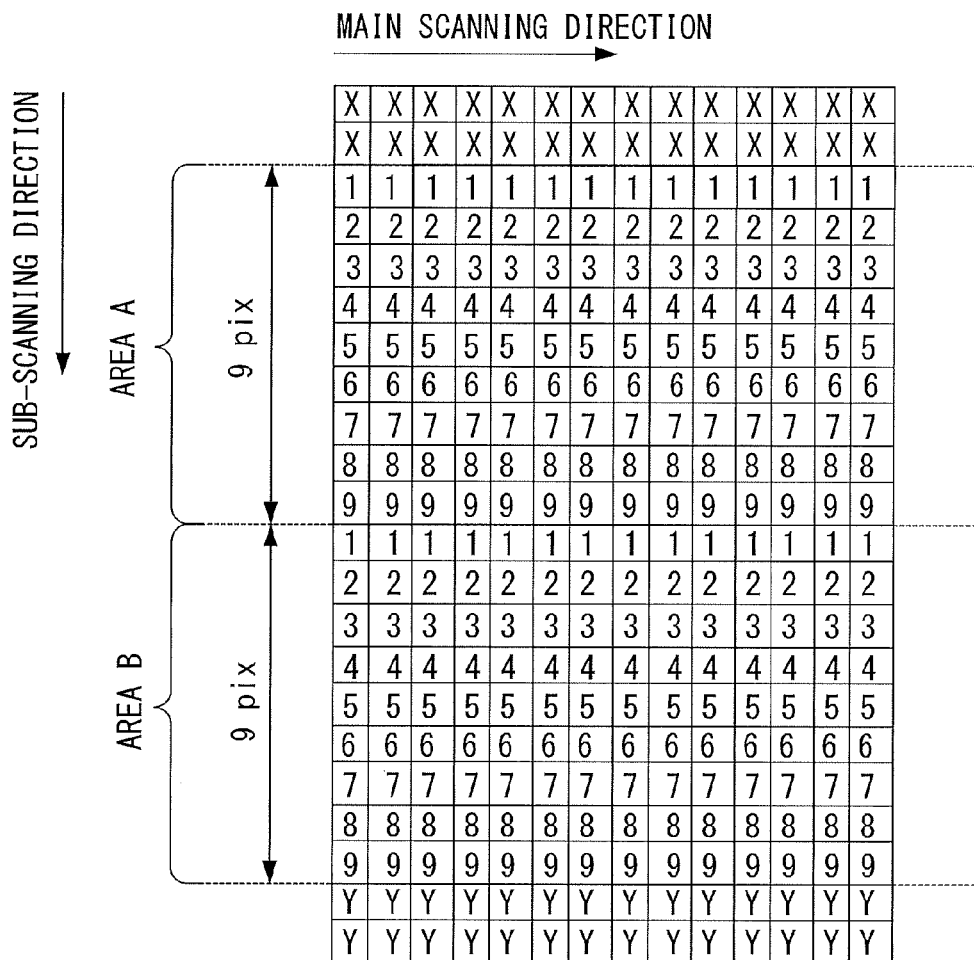 MAIN SCANNING DIRECTION
SUB-SCANNING DIRECTION
X X X X X X X X X X X X X X
X X X X X X X X X X X X X X
AREA A
9 pix
1 1 1 1 1 1 1 1 1 1 1 1 1 1
2 2 2 2 2 2 2 2 2 2 2 2 2 2
3 3 3 3 3 3 3 3 3 3 3 3 3 3
4 4 4 4 4 4 4 4 4 4 4 4 4 4
5 5 5 5 5 5 5 5 5 5 5 5 5 5
6 6 6 6 6 6 6 6 6 6 6 6 6 6
7 7 7 7 7 7 7 7 7 7 7 7 7 7
8 8 8 8 8 8 8 8 8 8 8 8 8 8
9 9 9 9 9 9 9 9 9 9 9 9 9 9
AREA B
9 pix
1 1 1 1 1 1 1 1 1 1 1 1 1 1
2 2 2 2 2 2 2 2 2 2 2 2 2 2
3 3 3 3 3 3 3 3 3 3 3 3 3 3
4 4 4 4 4 4 4 4 4 4 4 4 4 4
5 5 5 5 5 5 5 5 5 5 5 5 5 5
6 6 6 6 6 6 6 6 6 6 6 6 6 6
7 7 7 7 7 7 7 7 7 7 7 7 7 7
8 8 8 8 8 8 8 8 8 8 8 8 8 8
9 9 9 9 9 9 9 9 9 9 9 9 9 9
Y Y Y Y Y Y Y Y Y Y Y Y Y Y
Y Y Y Y Y Y Y Y Y Y Y Y Y Y